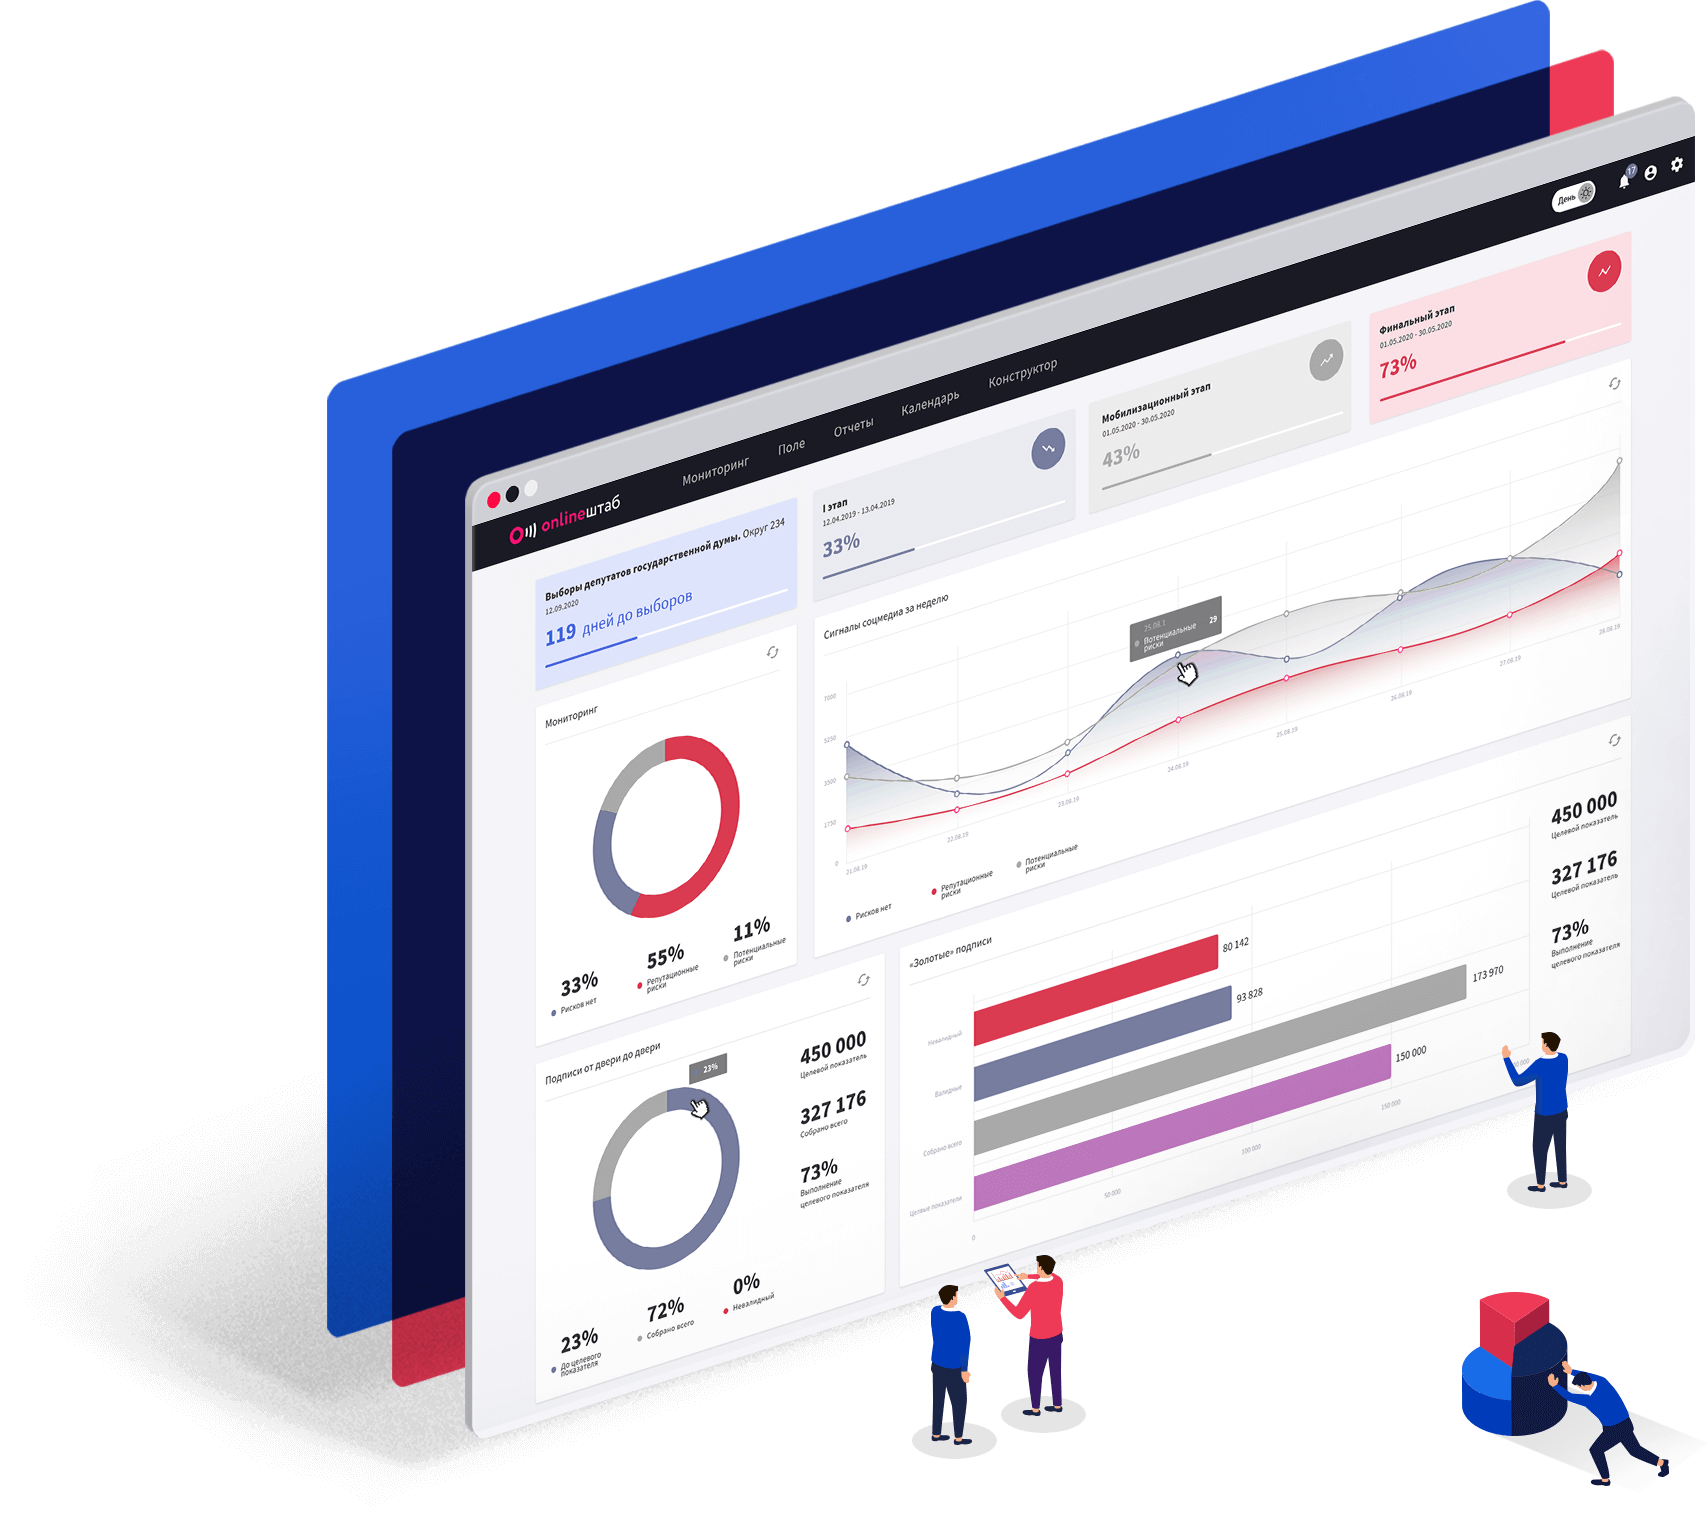 День
17
onlineштаб
Мониторинг
Поле
Отчеты
Календарь
Конструктор
Выборы депутатов государственной думы. Округ 234
12.09.2020
119 дней до выборов
I этап
12.04.2019 - 13.04.2019
33%
Мобилизационный этап
01.05.2020 - 30.05.2020
43%
Финальный этап
01.05.2020 - 30.05.2020
73%
Мониторинг
33%
Рисков нет
55%
Репутационные
риски
11%
Потенциальные
риски
Сигналы соцмедиа за неделю
7000
5250
3500
1750
0
21.08.19
22.08.19
23.08.19
24.08.19
25.08.19
26.08.19
27.08.19
28.08.19
25.08.1
Вотенциальные
риски
29
Рисков нет
Репутационные
риски
Потенциальные
риски
Подписи от двери до двери
23%
450 000
Целевой показатель
327 176
Собрано всего
73%
Выполнение
целевого показателя
23%
До целевого
показателя
72%
Собрано всего
0%
Невалидный
«Золотые» подписи
Невалидный
80 142
Валидные
93 828
Собрано всего
173 970
Целвые показатели
150 000
0
50 000
100 000
150 000
450 000
Целевой показатель
327 176
Целевой показатель
73%
Выполнение
целевого показателя